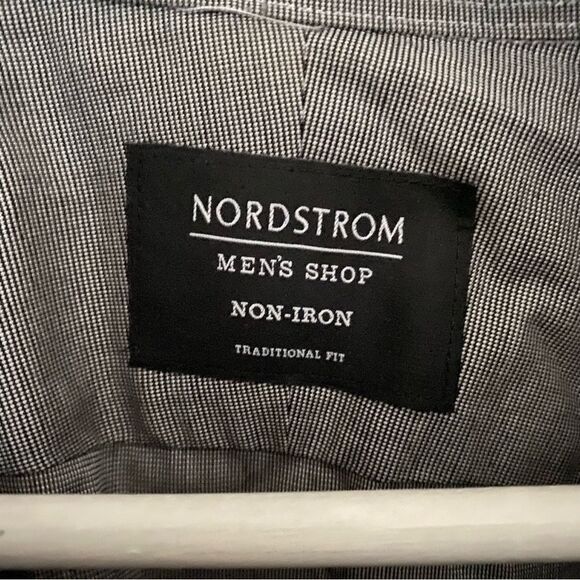 NORDSTROM
MEN'S SHOP
NON-IRON
TRADITIONAL FIT